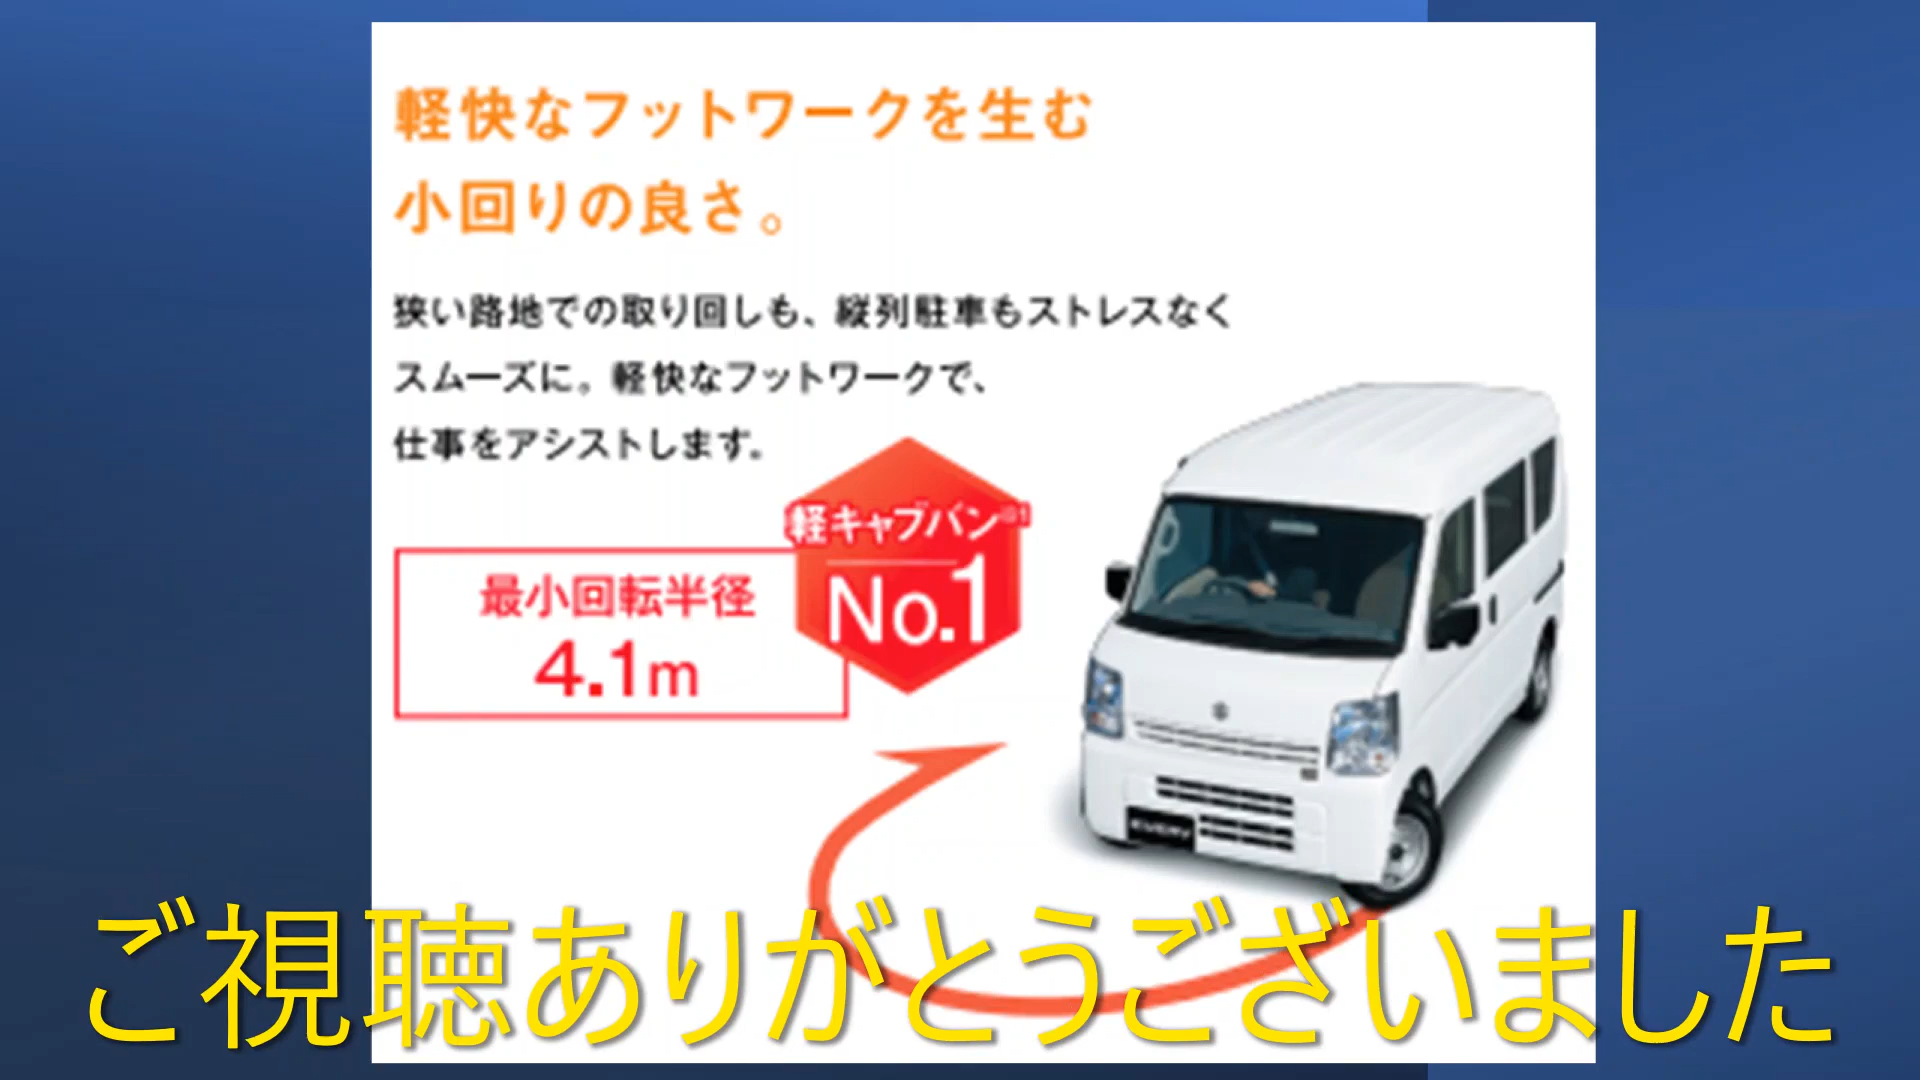 軽快なフットワークを生む
小回りの良さ。
狭い路地での取り回しも、縦列駐車もストレスなく
スムーズに。軽快なフットワークで、
仕事をアシストします。
軽キャブバン※1
No.1
最小回転半径
4.1m
EVERY
ご視聴ありがとうございました